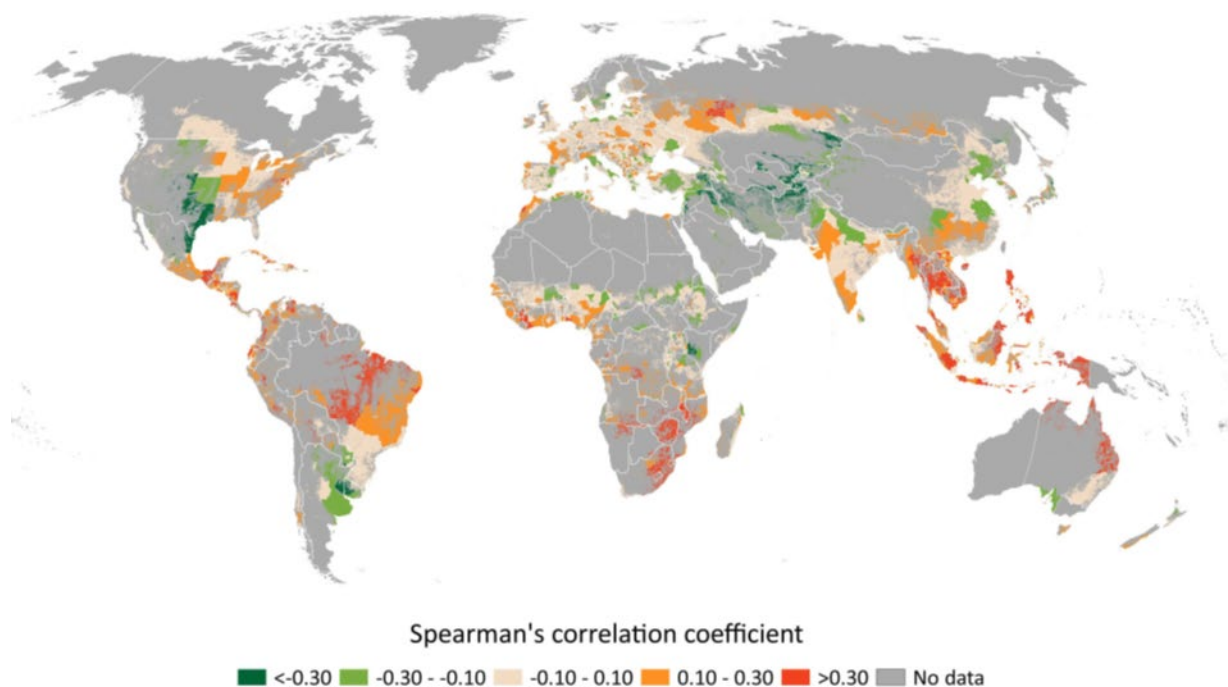 Spearman's correlation coefficient
<-0.30 -0.30 - -0.10 -0.10 - 0.10 0.10 - 0.30 >0.30 No data